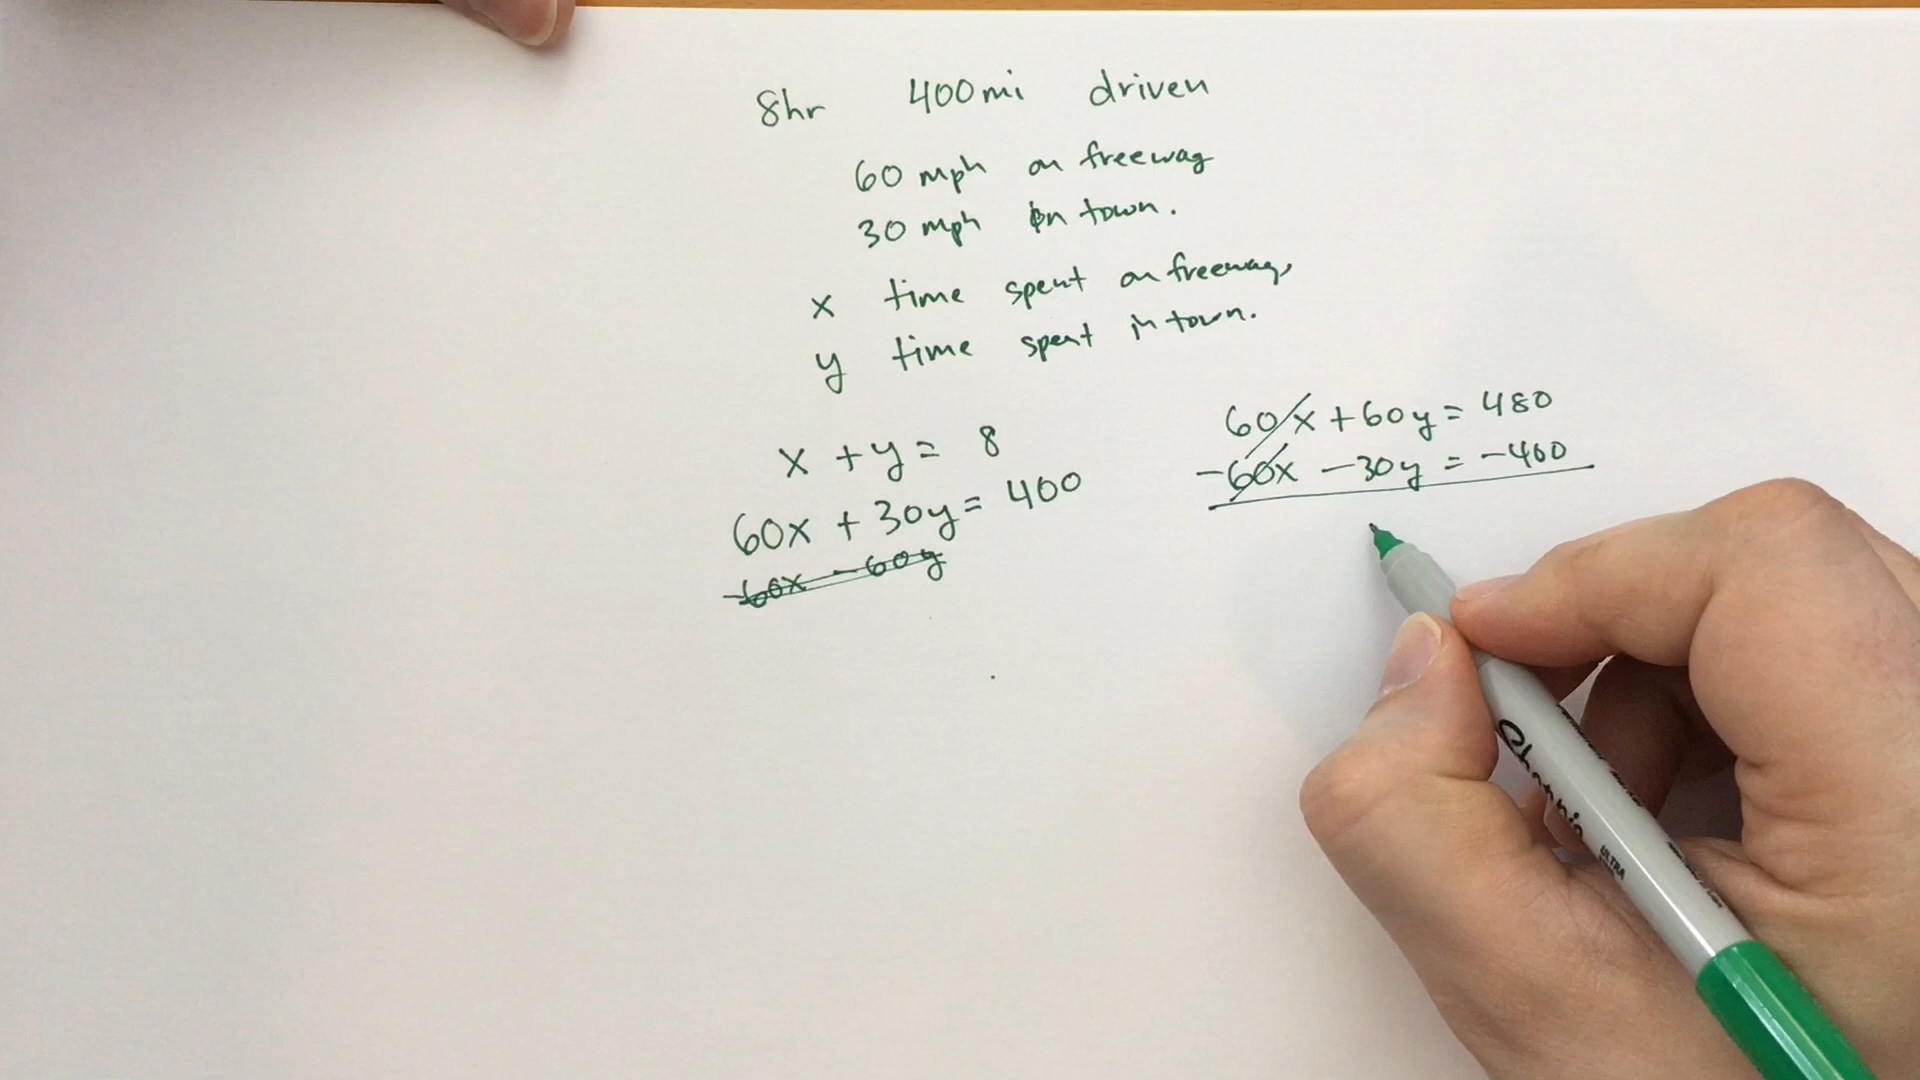 8hr 400mi driven
60 mph on freeway
30 mph in town.
x time spent on freeway,
y time spent in town.
x + y = 8
60x + 30y = 400
-60x - 60y
60x + 60y = 480
-60x - 30y = -400
Sharpie
ULTRA